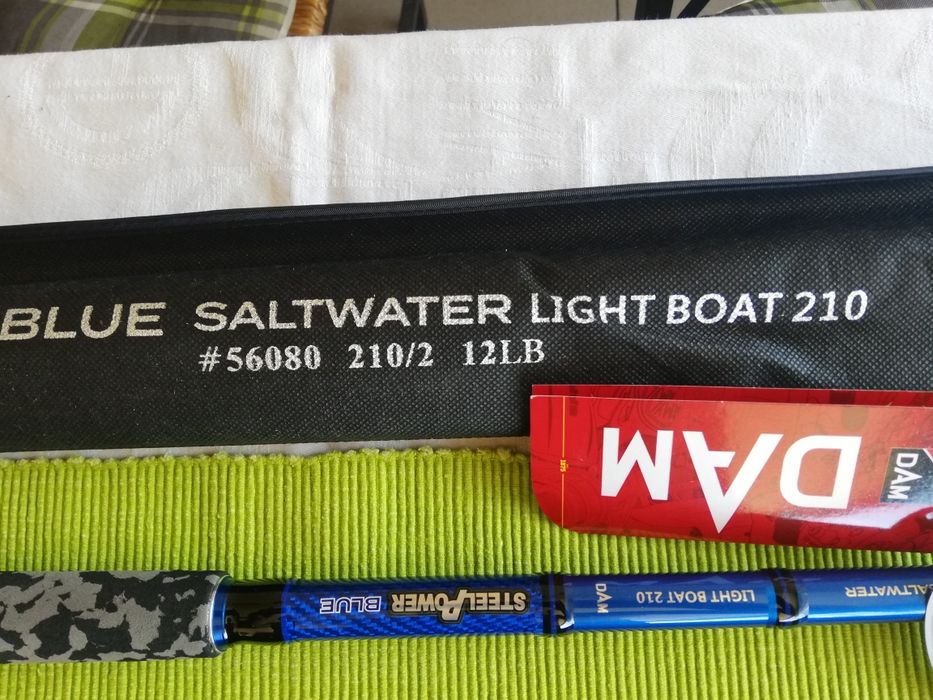 BLUE SALTWATER LIGHT BOAT 210
#56080 210/2 12LB
DAM
DAM
STEELPOWER BLUE
DAM
LIGHT BOAT 210
SALTWATER